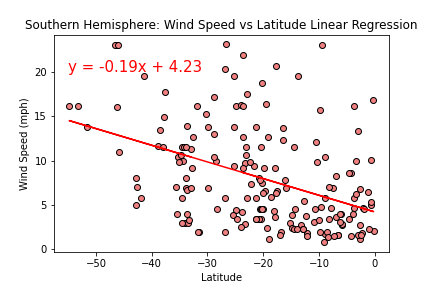 Southern Hemisphere: Wind Speed vs Latitude Linear Regression
y = -0.19x + 4.23
20
15
10
5
0
Wind Speed (mph)
−50
−40
−30
−20
−10
0
Latitude